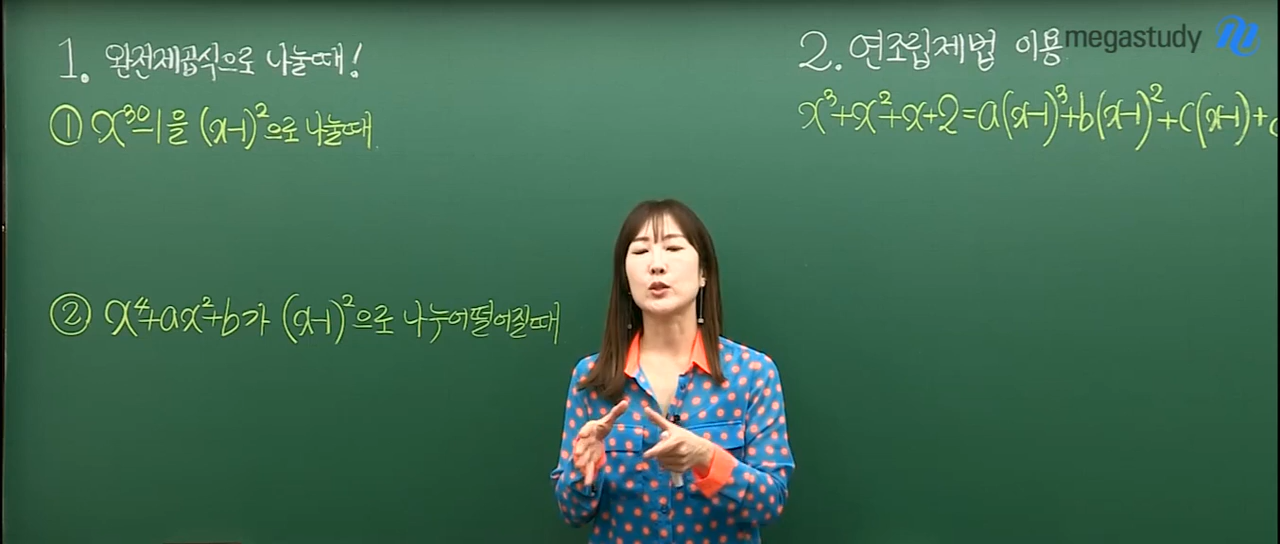 1. 완전제곱식으로 나눌때!
① x³⁰-1을 (x-1)²으로 나눌때
② x⁴+ax²+b가 (x-1)²으로 나누어떨어질때
2. 연조립제법 이용
x³+x²+x+2=a(x-1)³+b(x-1)²+c(x-1)+
megastudy